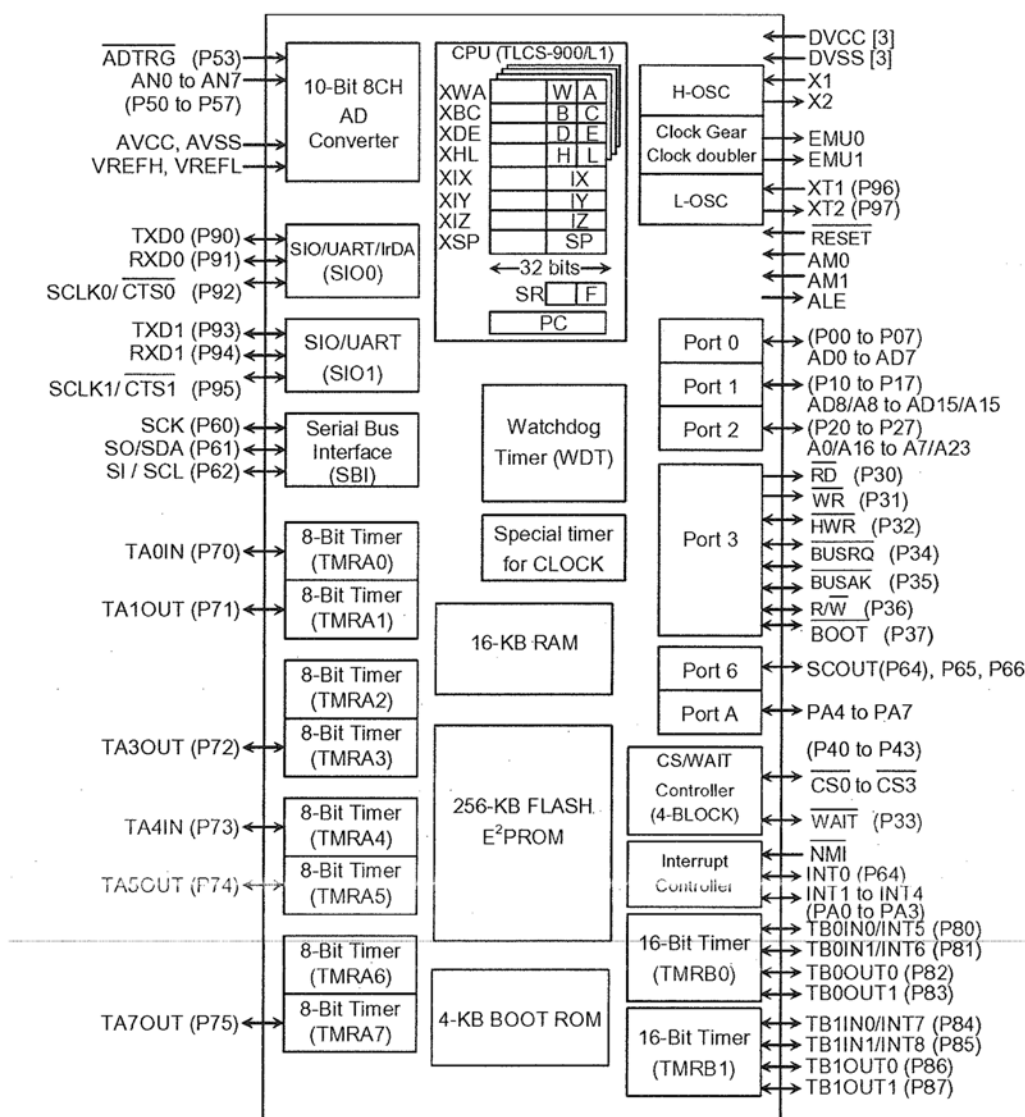 ADTRG (P53)
AN0 to AN7
(P50 to P57)
AVCC, AVSS
VREFH, VREFL
10-Bit 8CH
AD
Converter
TXD0 (P90)
RXD0 (P91)
SCLK0/ CTS0 (P92)
SIO/UART/IrDA
(SIO0)
TXD1 (P93)
RXD1 (P94)
SCLK1/ CTS1 (P95)
SIO/UART
(SIO1)
SCK (P60)
SO/SDA (P61)
SI / SCL (P62)
Serial Bus
Interface
(SBI)
TA0IN (P70)
8-Bit Timer
(TMRA0)
TA1OUT (P71)
8-Bit Timer
(TMRA1)
8-Bit Timer
(TMRA2)
TA3OUT (P72)
8-Bit Timer
(TMRA3)
TA4IN (P73)
8-Bit Timer
(TMRA4)
TA5OUT (P74)
8-Bit Timer
(TMRA5)
8-Bit Timer
(TMRA6)
TA7OUT (P75)
8-Bit Timer
(TMRA7)
CPU (TLCS-900/L1)
XWA W A
XBC B C
XDE D E
XHL H L
XIX IX
XIY IY
XIZ IZ
XSP SP
32 bits
SR F
PC
Watchdog
Timer (WDT)
Special timer
for CLOCK
16-KB RAM
256-KB FLASH
E²PROM
4-KB BOOT ROM
DVCC [3]
DVSS [3]
H-OSC
X1
X2
Clock Gear
Clock doubler
EMU0
EMU1
L-OSC
XT1 (P96)
XT2 (P97)
RESET
AM0
AM1
ALE
Port 0
(P00 to P07)
AD0 to AD7
Port 1
(P10 to P17)
AD8/A8 to AD15/A15
Port 2
(P20 to P27)
A0/A16 to A7/A23
Port 3
RD (P30)
WR (P31)
HWR (P32)
BUSRQ (P34)
BUSAK (P35)
R/W (P36)
BOOT (P37)
Port 6
SCOUT(P64), P65, P66
Port A
PA4 to PA7
CS/WAIT
Controller
(4-BLOCK)
(P40 to P43)
CS0 to CS3
WAIT (P33)
Interrupt
Controller
NMI
INT0 (P64)
INT1 to INT4
(PA0 to PA3)
16-Bit Timer
(TMRB0)
TB0IN0/INT5 (P80)
TB0IN1/INT6 (P81)
TB0OUT0 (P82)
TB0OUT1 (P83)
16-Bit Timer
(TMRB1)
TB1IN0/INT7 (P84)
TB1IN1/INT8 (P85)
TB1OUT0 (P86)
TB1OUT1 (P87)